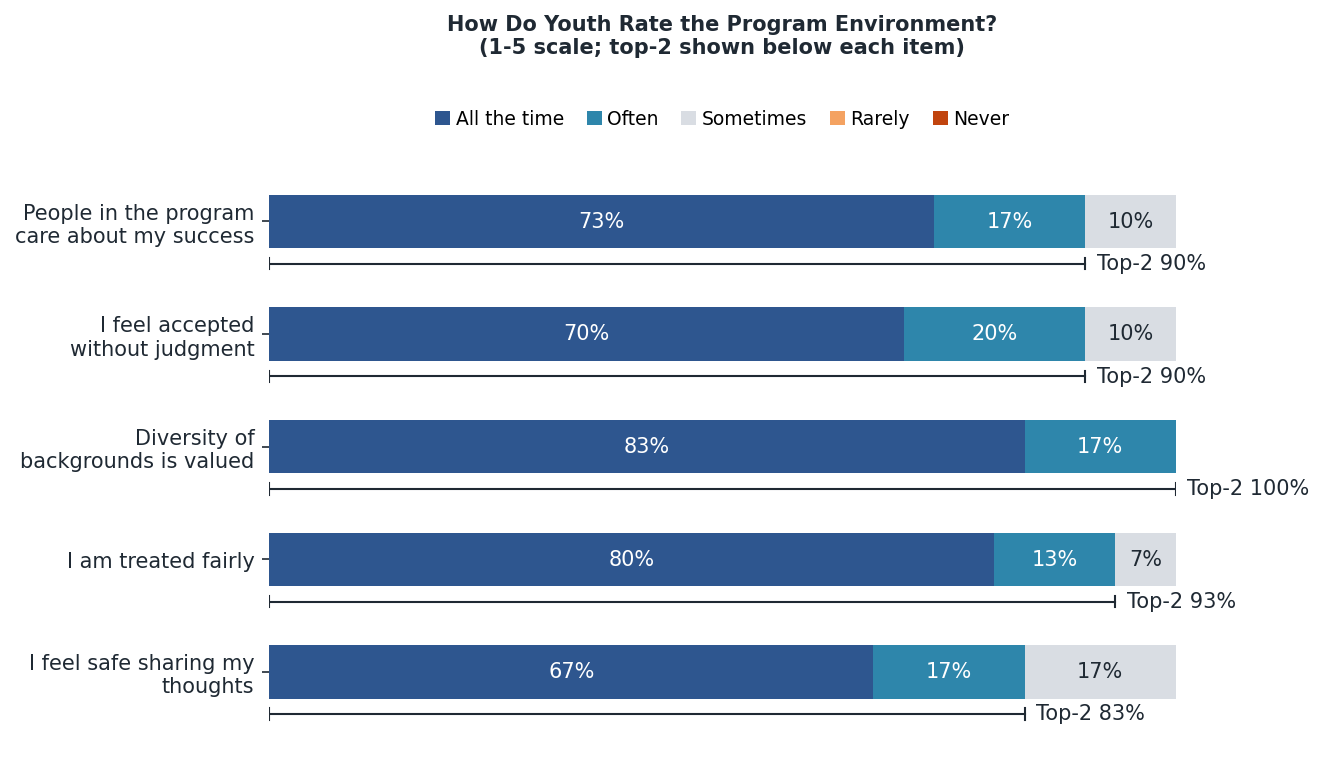 How Do Youth Rate the Program Environment?
(1-5 scale; top-2 shown below each item)
All the time Often Sometimes Rarely Never
People in the program
care about my success
73% 17% 10%
Top-2 90%
I feel accepted
without judgment
70% 20% 10%
Top-2 90%
Diversity of
backgrounds is valued
83% 17%
Top-2 100%
I am treated fairly
80% 13% 7%
Top-2 93%
I feel safe sharing my
thoughts
67% 17% 17%
Top-2 83%